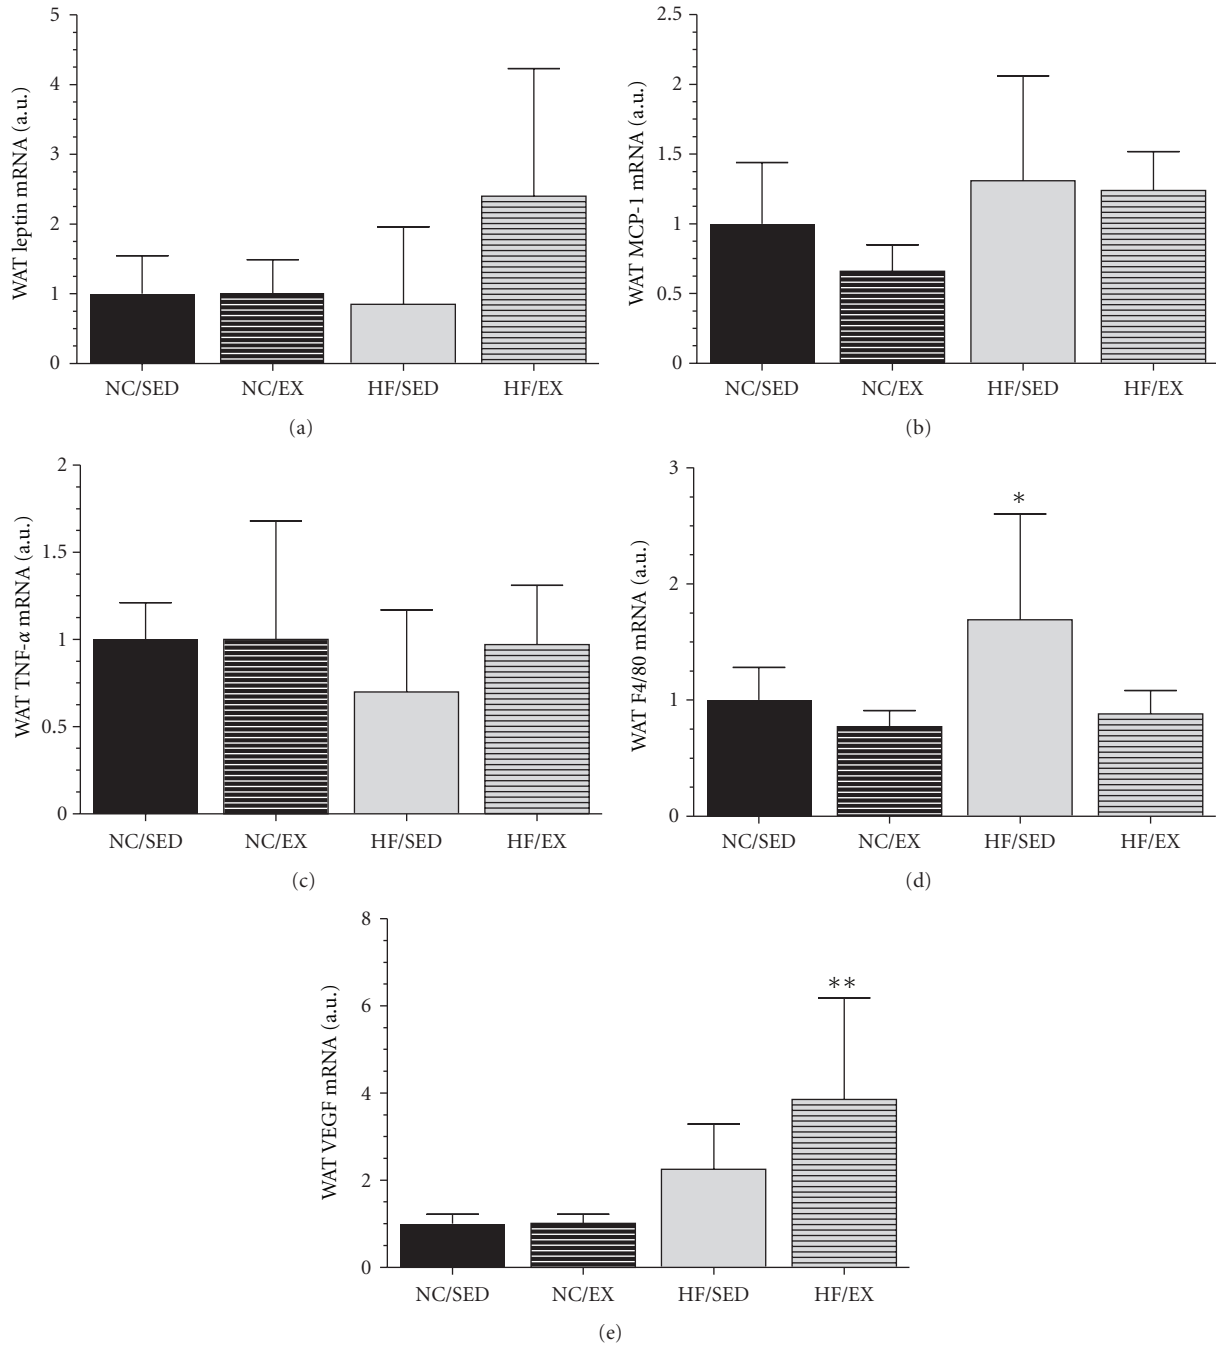 WAT leptin mRNA (a.u.)
5
4
3
2
1
0
NC/SED NC/EX HF/SED HF/EX
(a)
WAT MCP-1 mRNA (a.u.)
2.5
2
1.5
1
0.5
0
NC/SED NC/EX HF/SED HF/EX
(b)
WAT TNF-α mRNA (a.u.)
2
1.5
1
0.5
0
NC/SED NC/EX HF/SED HF/EX
(c)
WAT F4/80 mRNA (a.u.)
3
2
1
0
*
NC/SED NC/EX HF/SED HF/EX
(d)
WAT VEGF mRNA (a.u.)
8
6
4
2
0
**
NC/SED NC/EX HF/SED HF/EX
(e)